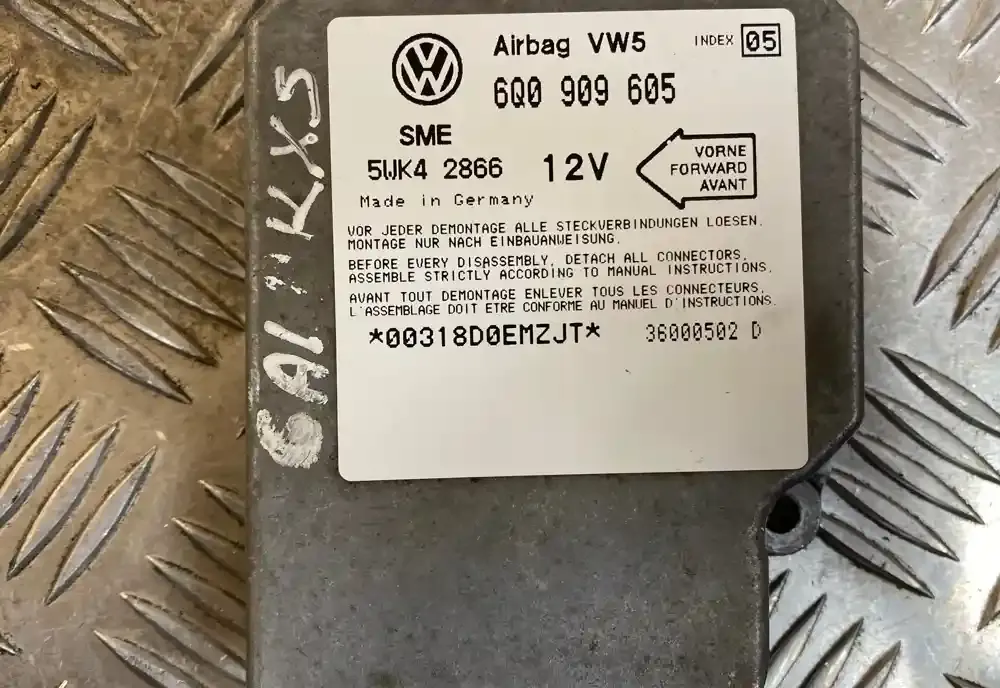 Airbag VW5 INDEX 05
6Q0 909 605
SME
5WK4 2866 12V
VORNE
FORWARD
AVANT
Made in Germany
VOR JEDER DEMONTAGE ALLE STECKVERBINDUNGEN LOESEN.
MONTAGE NUR NACH EINBAUANWEISUNG.
BEFORE EVERY DISASSEMBLY, DETACH ALL CONNECTORS,
ASSEMBLE STRICTLY ACCORDING TO MANUAL INSTRUCTIONS.
AVANT TOUT DEMONTAGE ENLEVER TOUS LES CONNECTEURS.
L'ASSEMBLAGE DOIT ETRE CONFORME AU MANUEL D'INSTRUCTIONS.
*00318D0EMZJT* 36000502 D